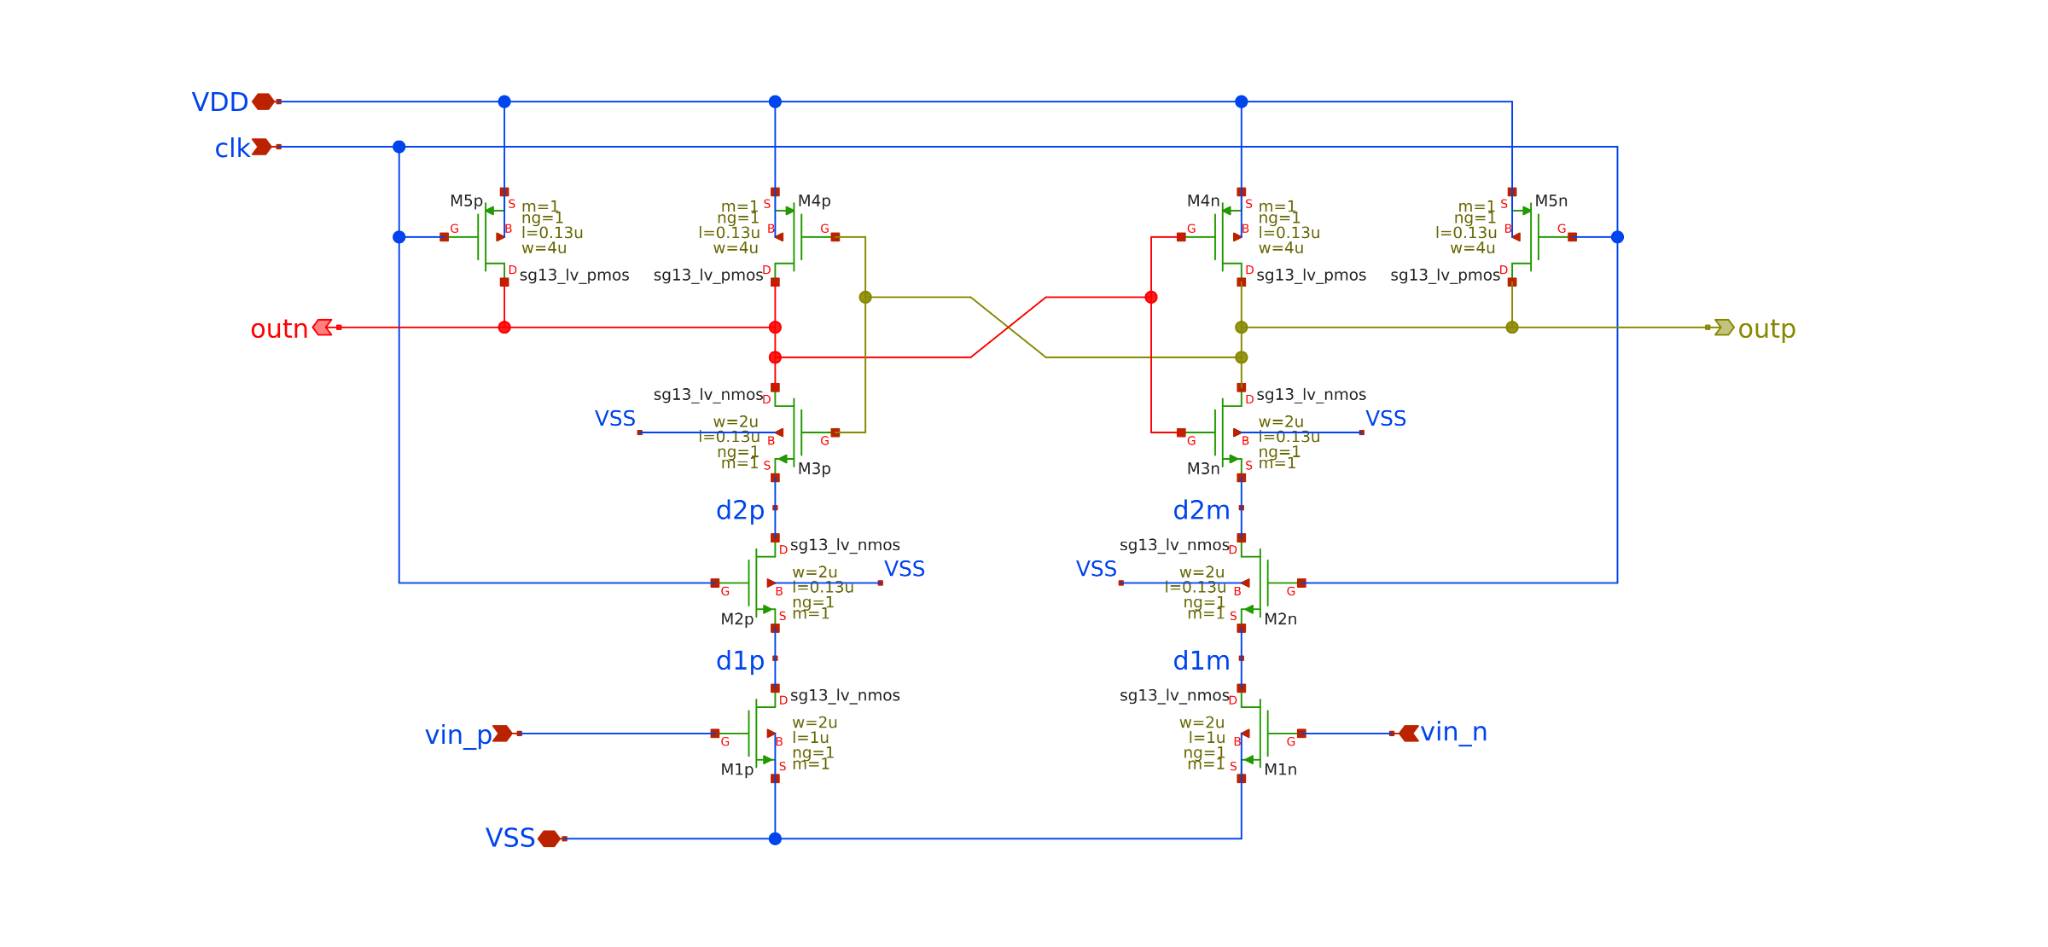 VDD
clk
M5p
G
S
B
D
m=1
ng=1
l=0.13u
w=4u
sg13_lv_pmos
M4p
G
S
B
D
m=1
ng=1
l=0.13u
w=4u
sg13_lv_pmos
M4n
G
S
B
D
m=1
ng=1
l=0.13u
w=4u
sg13_lv_pmos
M5n
G
S
B
D
m=1
ng=1
l=0.13u
w=4u
sg13_lv_pmos
outn
outp
sg13_lv_nmos
D
VSS
w=2u
l=0.13u
ng=1
m=1
B
G
S
M3p
sg13_lv_nmos
D
VSS
w=2u
l=0.13u
ng=1
m=1
B
G
S
M3n
d2p
d2m
sg13_lv_nmos
D
VSS
w=2u
l=0.13u
ng=1
m=1
G
B
S
M2p
sg13_lv_nmos
D
VSS
w=2u
l=0.13u
ng=1
m=1
B
G
S
M2n
d1p
d1m
sg13_lv_nmos
D
vin_p
w=2u
l=1u
ng=1
m=1
G
B
S
M1p
sg13_lv_nmos
D
vin_n
w=2u
l=1u
ng=1
m=1
B
G
S
M1n
VSS